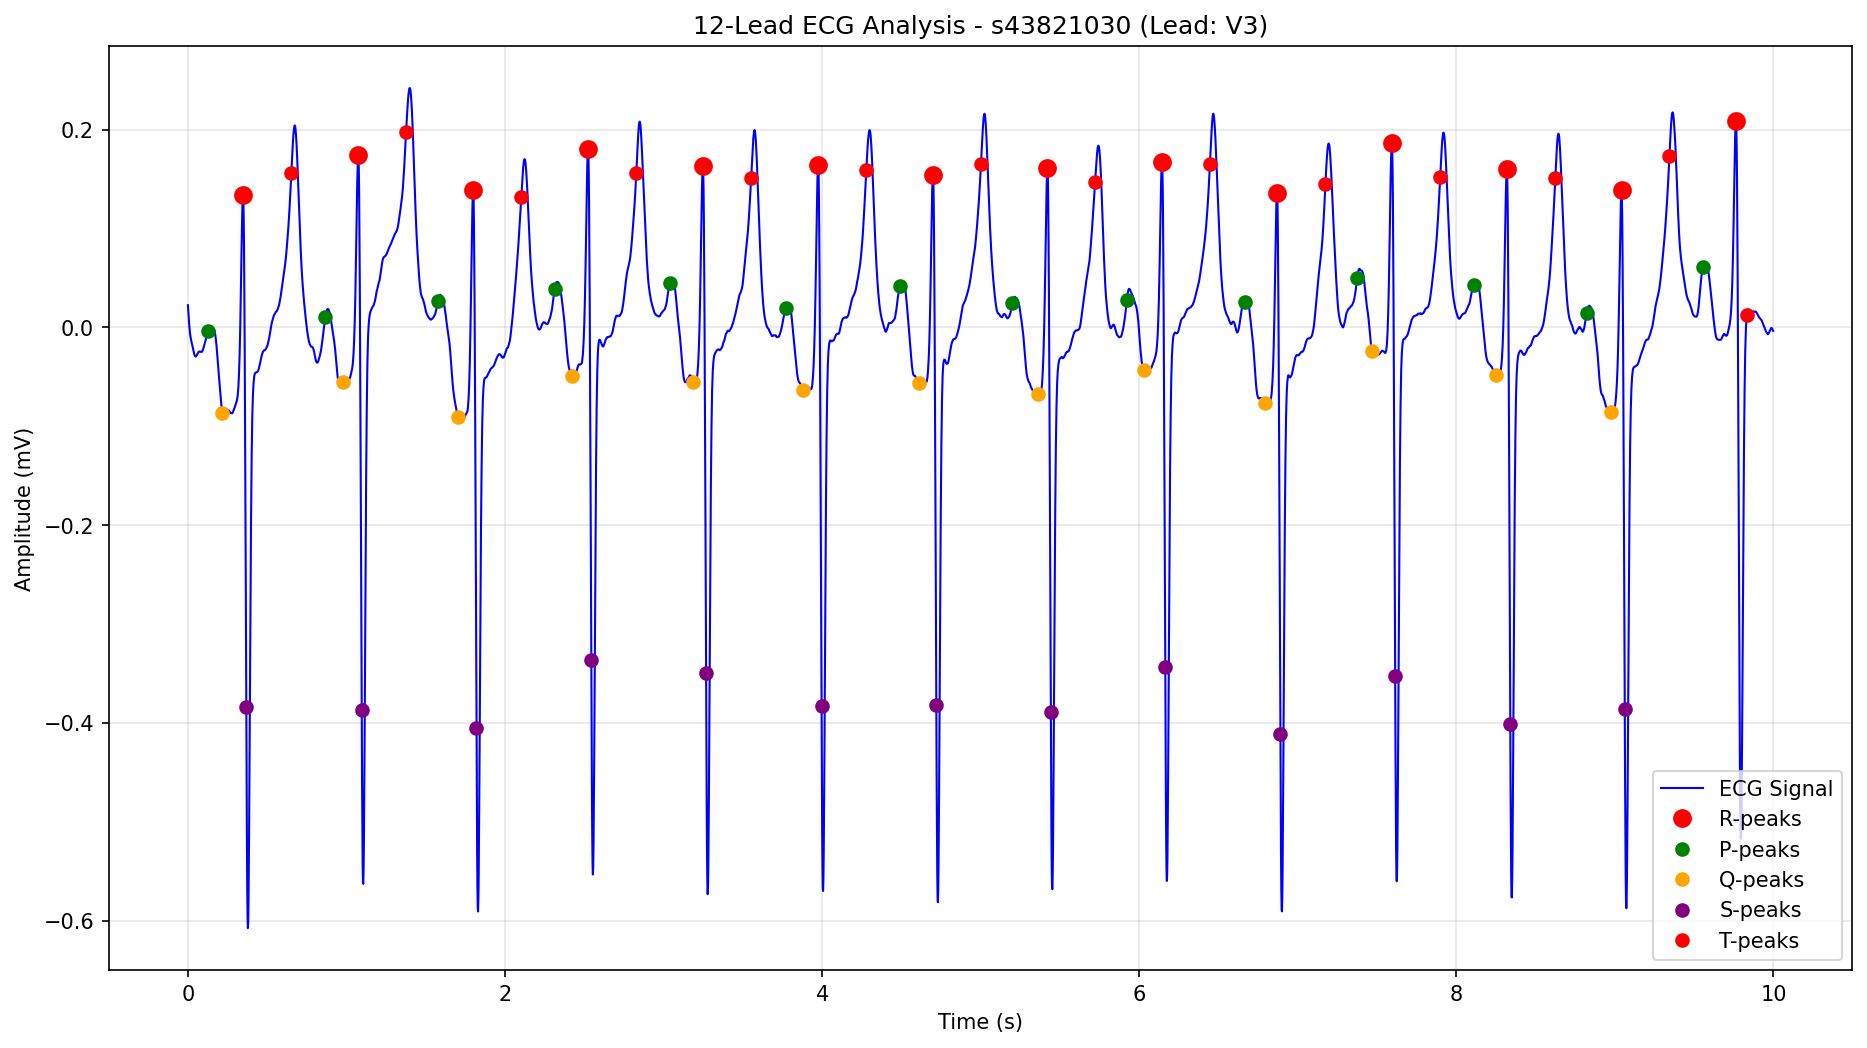 12-Lead ECG Analysis - s43821030 (Lead: V3)
Amplitude (mV)
0.2
0.0
−0.2
−0.4
−0.6
0
2
4
6
8
10
Time (s)
ECG Signal
R-peaks
P-peaks
Q-peaks
S-peaks
T-peaks